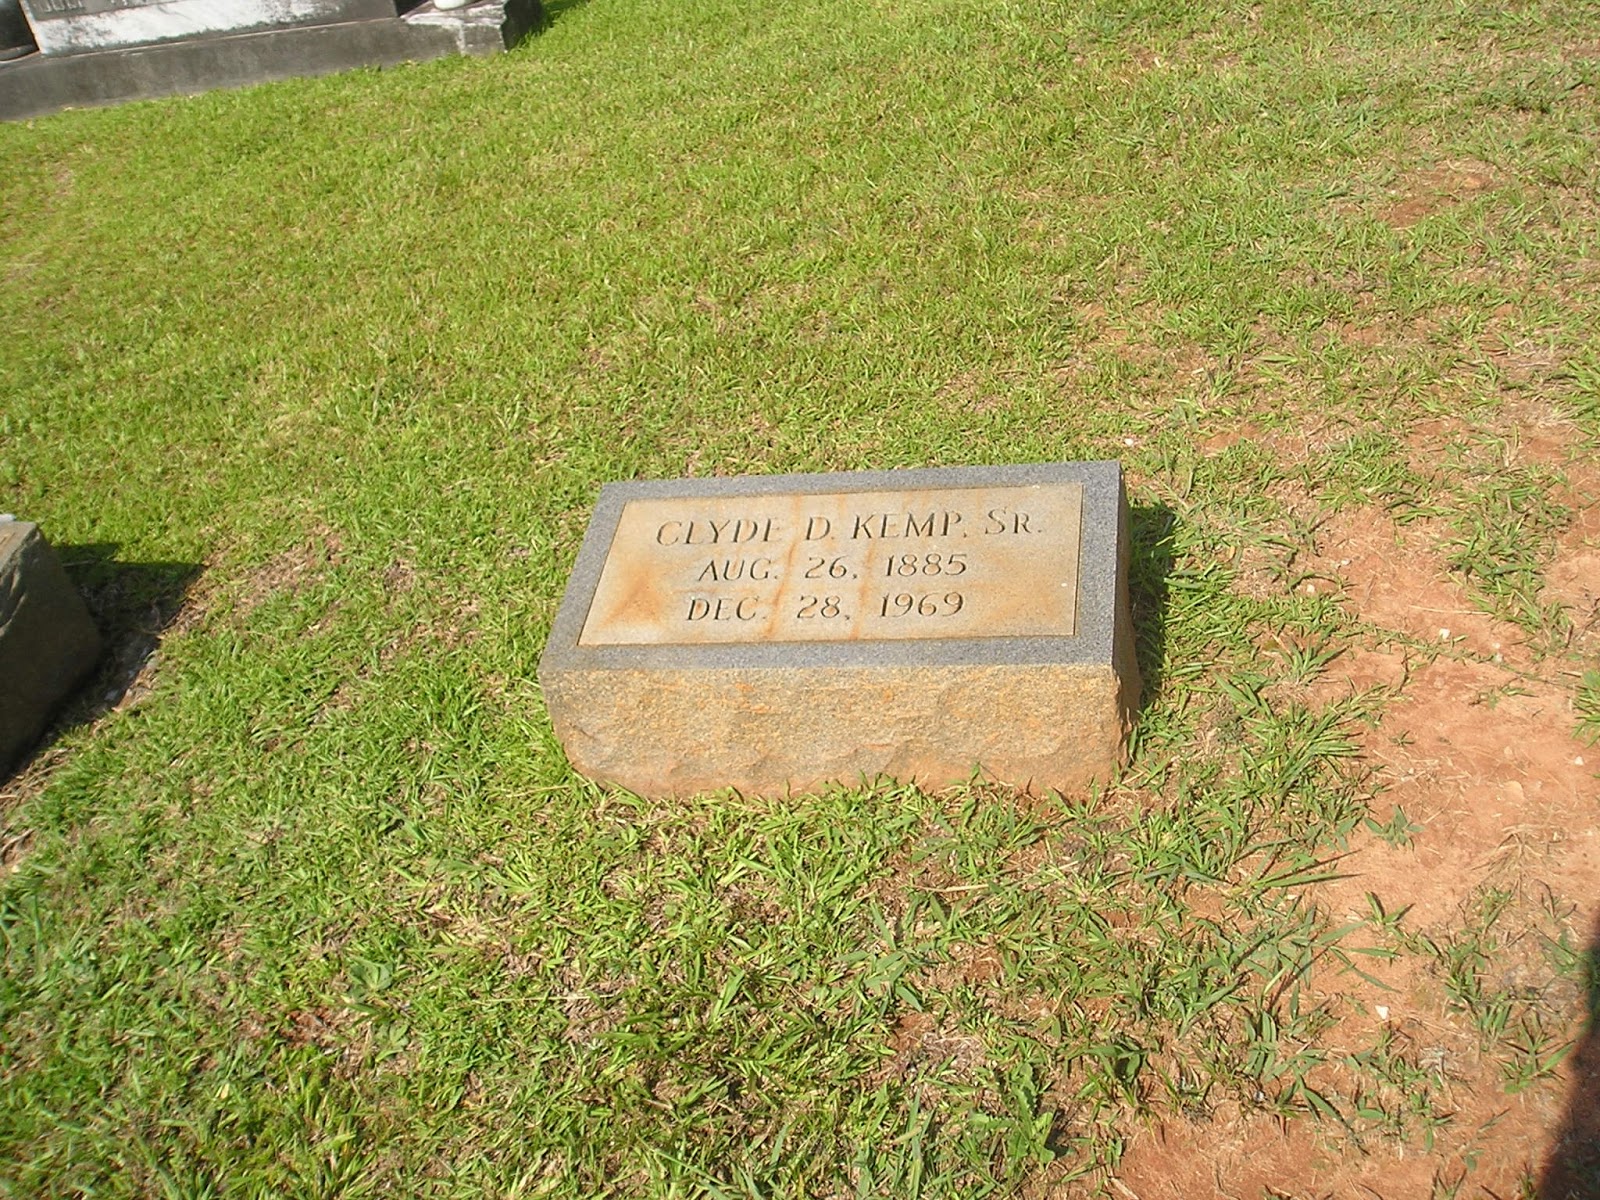 CLYDE D. KEMP, SR.
AUG. 26, 1885
DEC. 28, 1969